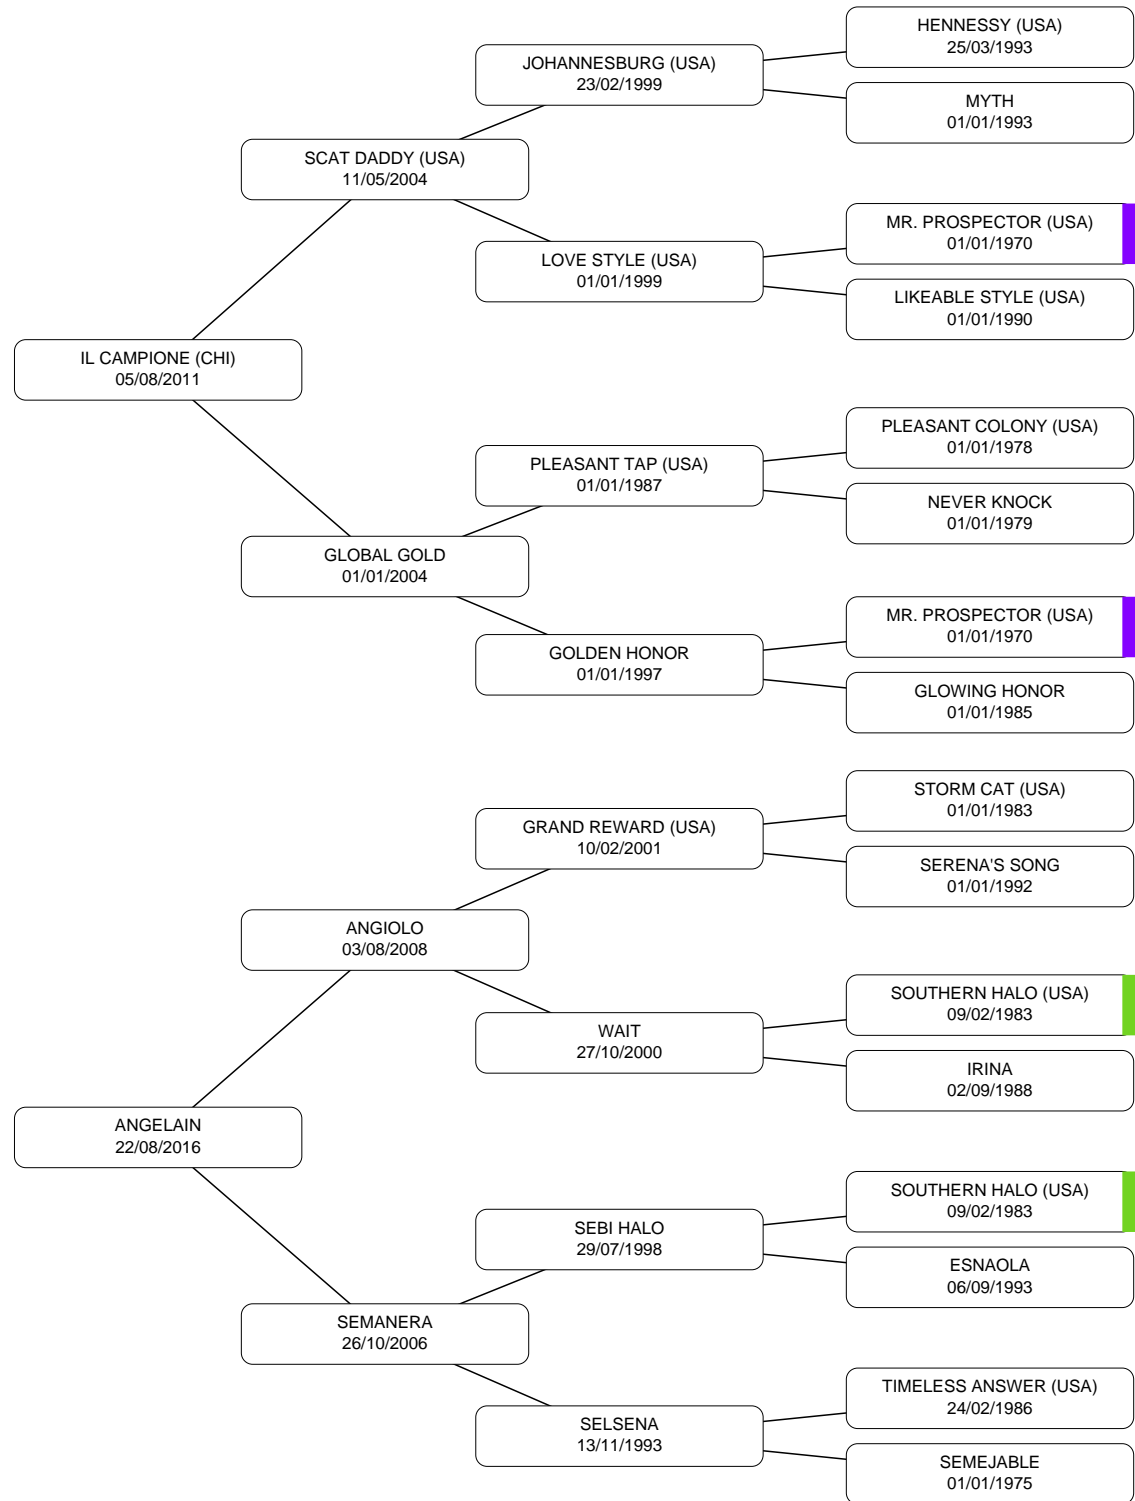 HENNESSY (USA)
25/03/1993
JOHANNESBURG (USA)
23/02/1999
MYTH
01/01/1993
SCAT DADDY (USA)
11/05/2004
MR. PROSPECTOR (USA)
01/01/1970
LOVE STYLE (USA)
01/01/1999
LIKEABLE STYLE (USA)
01/01/1990
IL CAMPIONE (CHI)
05/08/2011
PLEASANT COLONY (USA)
01/01/1978
PLEASANT TAP (USA)
01/01/1987
NEVER KNOCK
01/01/1979
GLOBAL GOLD
01/01/2004
MR. PROSPECTOR (USA)
01/01/1970
GOLDEN HONOR
01/01/1997
GLOWING HONOR
01/01/1985
STORM CAT (USA)
01/01/1983
GRAND REWARD (USA)
10/02/2001
SERENA'S SONG
01/01/1992
ANGIOLO
03/08/2008
SOUTHERN HALO (USA)
09/02/1983
WAIT
27/10/2000
IRINA
02/09/1988
ANGELAIN
22/08/2016
SOUTHERN HALO (USA)
09/02/1983
SEBI HALO
29/07/1998
ESNAOLA
06/09/1993
SEMANERA
26/10/2006
TIMELESS ANSWER (USA)
24/02/1986
SELSENA
13/11/1993
SEMEJABLE
01/01/1975